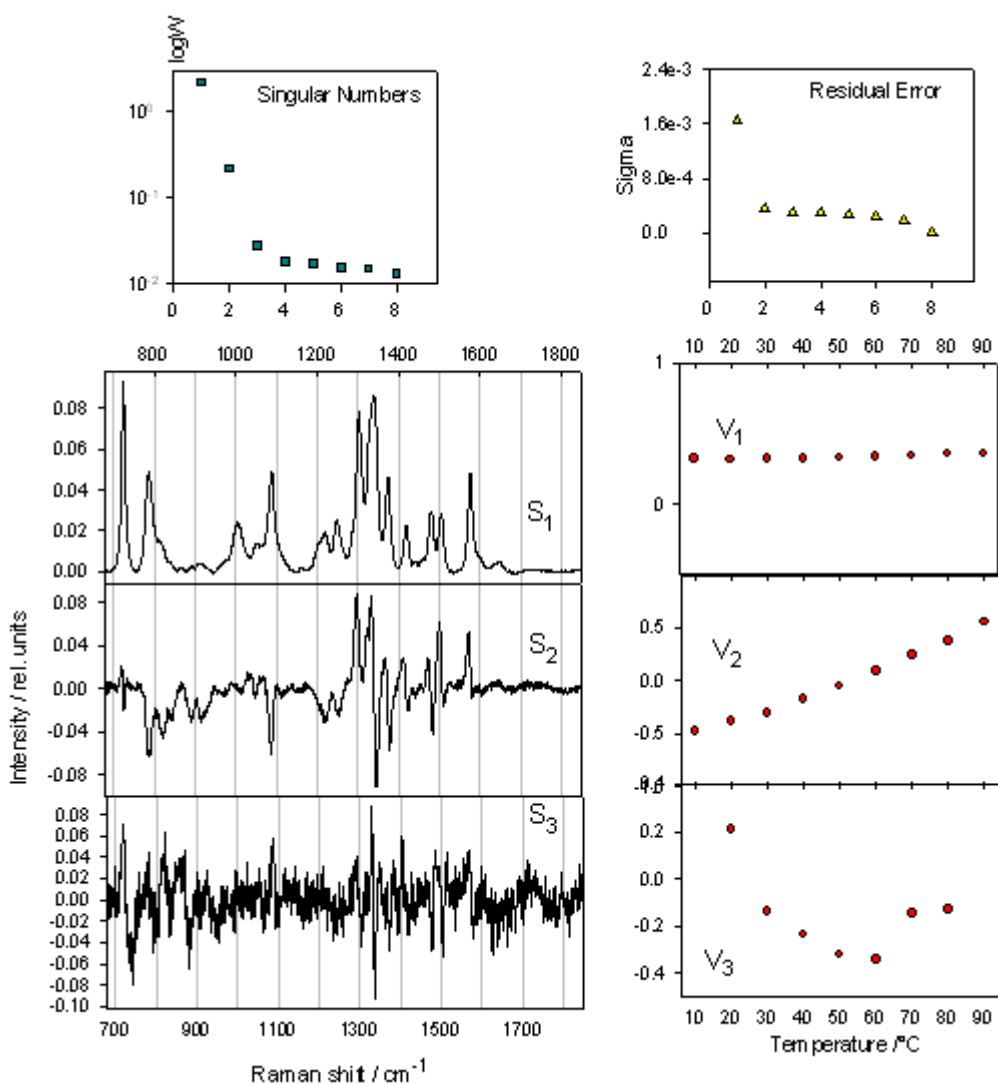 logW
Singular Numbers
10⁰
10⁻¹
10⁻²
0 2 4 6 8
Residual Error
Sigma
2.4e-3
1.6e-3
8.0e-4
0.0
0 2 4 6 8
800 1000 1200 1400 1600 1800
10 20 30 40 50 60 70 80 90
Intensity / rel. units
0.08
0.06
0.04
0.02
0.00
S₁
1
0
V₁
0.08
0.04
0.00
-0.04
-0.08
S₂
0.5
0.0
-0.5
V₂
0.08
0.06
0.04
0.02
0.00
-0.02
-0.04
-0.06
-0.08
-0.10
S₃
0.2
0.0
-0.2
-0.4
V₃
700 900 1100 1300 1500 1700
Raman shift / cm⁻¹
10 20 30 40 50 60 70 80 90
Temperature /°C